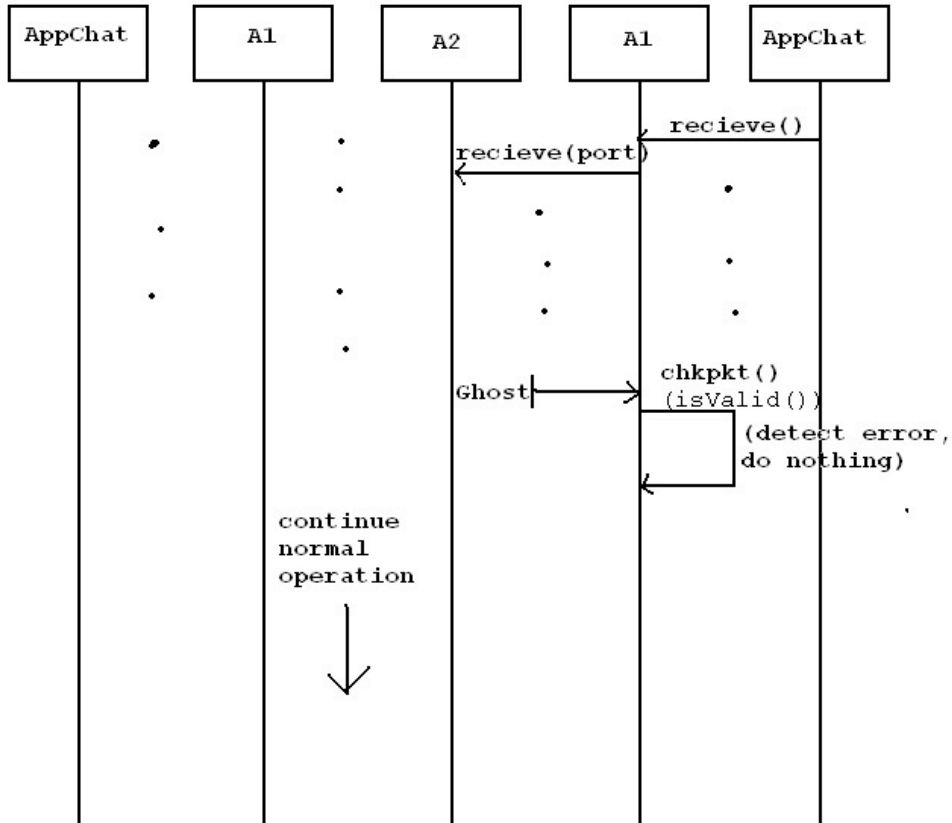 AppChat
A1
A2
A1
AppChat
recieve()
recieve(port)
Ghost
chkpkt()
(isValid())
(detect error,
do nothing)
continue
normal
operation